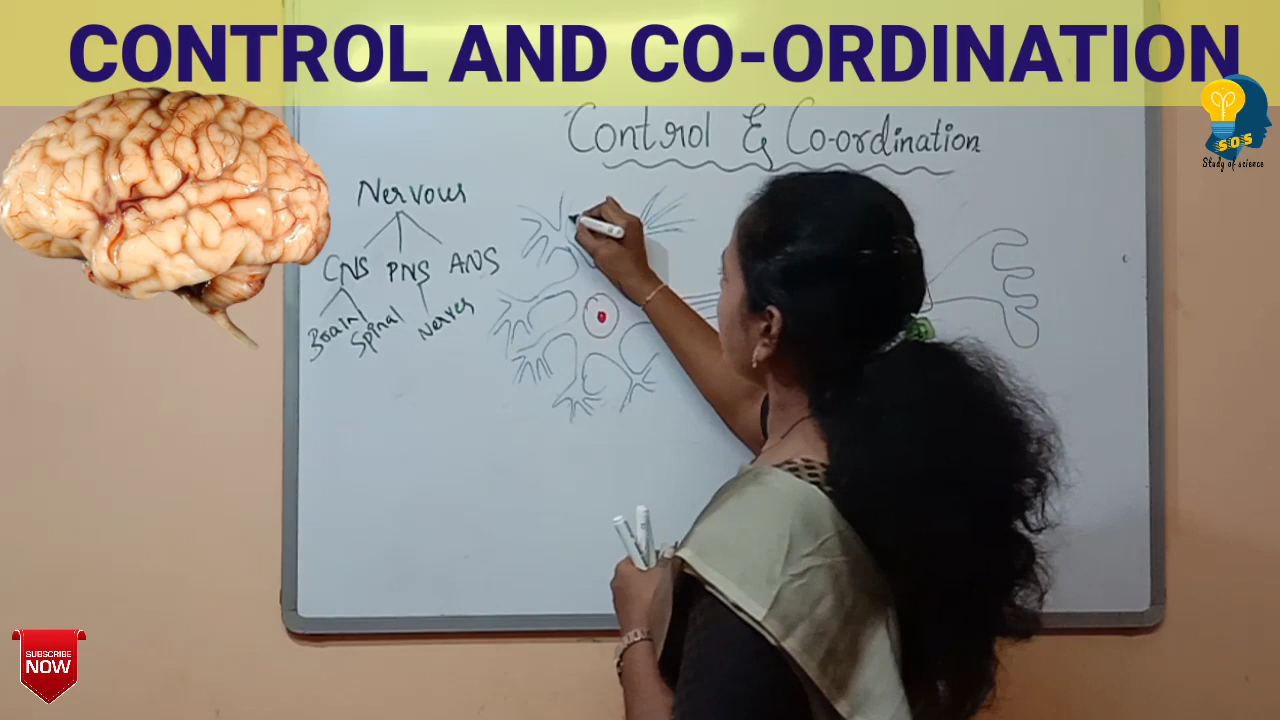 CONTROL AND CO-ORDINATION
SOS
Study of science
Control & Co-ordination
Nervous
CNS PNS ANS
Brain Spinal Nerves
SUBSCRIBE
NOW